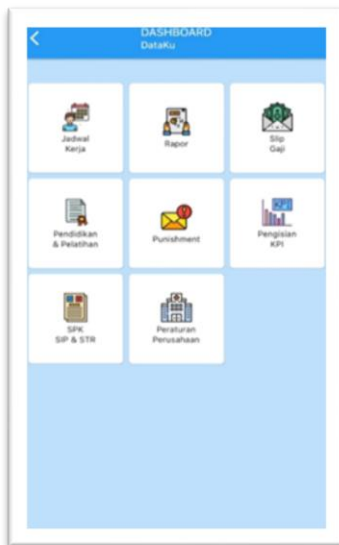 DASHBOARD
DataKu
Jadwal
Kerja
Rapor
Slip
Gaji
Pendidikan
& Pelatihan
Punishment
Pengisian
KPI
SPK
SIP & STR
Peraturan
Perusahaan